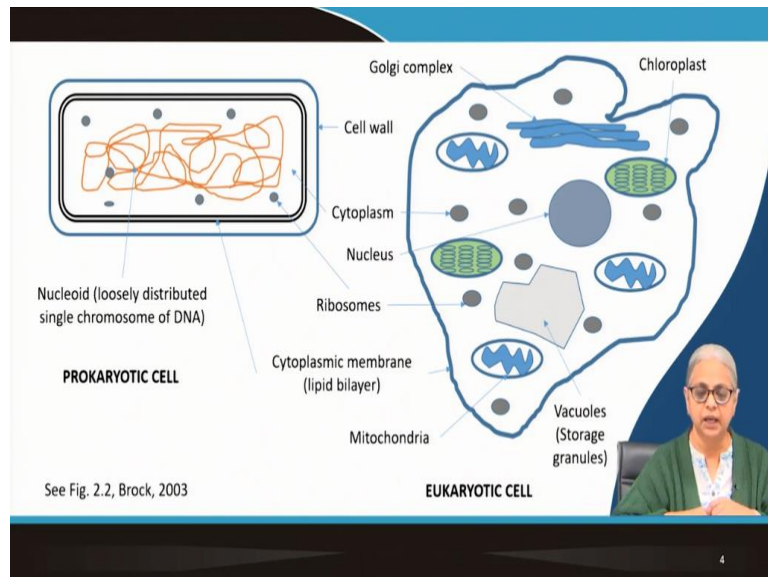 Golgi complex
Chloroplast
Cell wall
Cytoplasm
Nucleus
Nucleoid (loosely distributed
single chromosome of DNA)
Ribosomes
Cytoplasmic membrane
(lipid bilayer)
PROKARYOTIC CELL
Mitochondria
Vacuoles
(Storage
granules)
See Fig. 2.2, Brock, 2003
EUKARYOTIC CELL
4